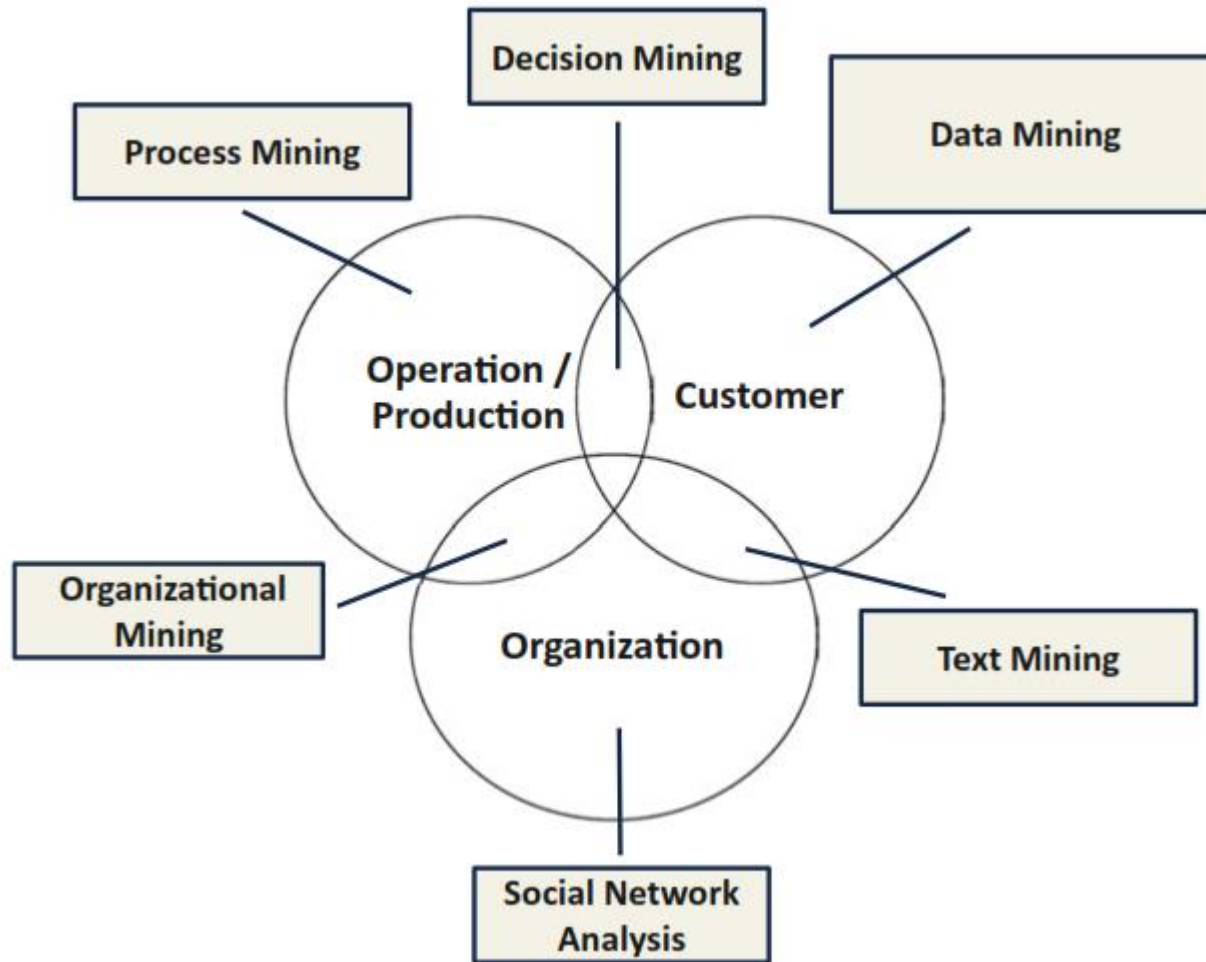 Decision Mining
Process Mining
Data Mining
Operation /
Production
Customer
Organizational
Mining
Organization
Text Mining
Social Network
Analysis